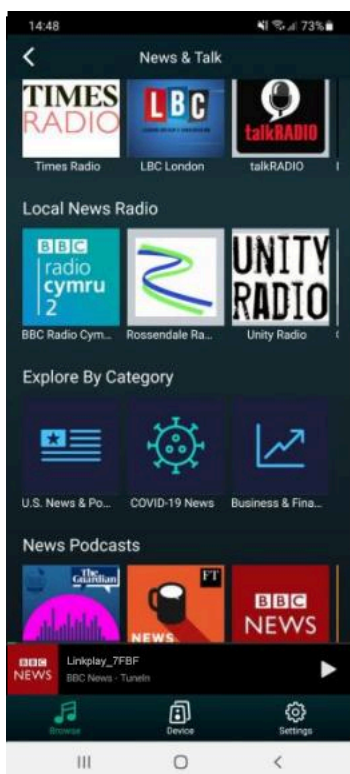 14:48
73%
News & Talk
TIMES
RADIO
LBC
talkRADIO
Times Radio
LBC London
talkRADIO
Local News Radio
BBC
radio
cymru
2
UNITY
RADIO
BBC Radio Cym...
Rossendale Ra...
Unity Radio
Explore By Category
U.S. News & Po...
COVID-19 News
Business & Fina...
News Podcasts
The
Guardian
FT
NEWS
BBC
NEWS
BBC
NEWS
Linkplay_7FBF
BBC News - TuneIn
Browse
Device
Settings